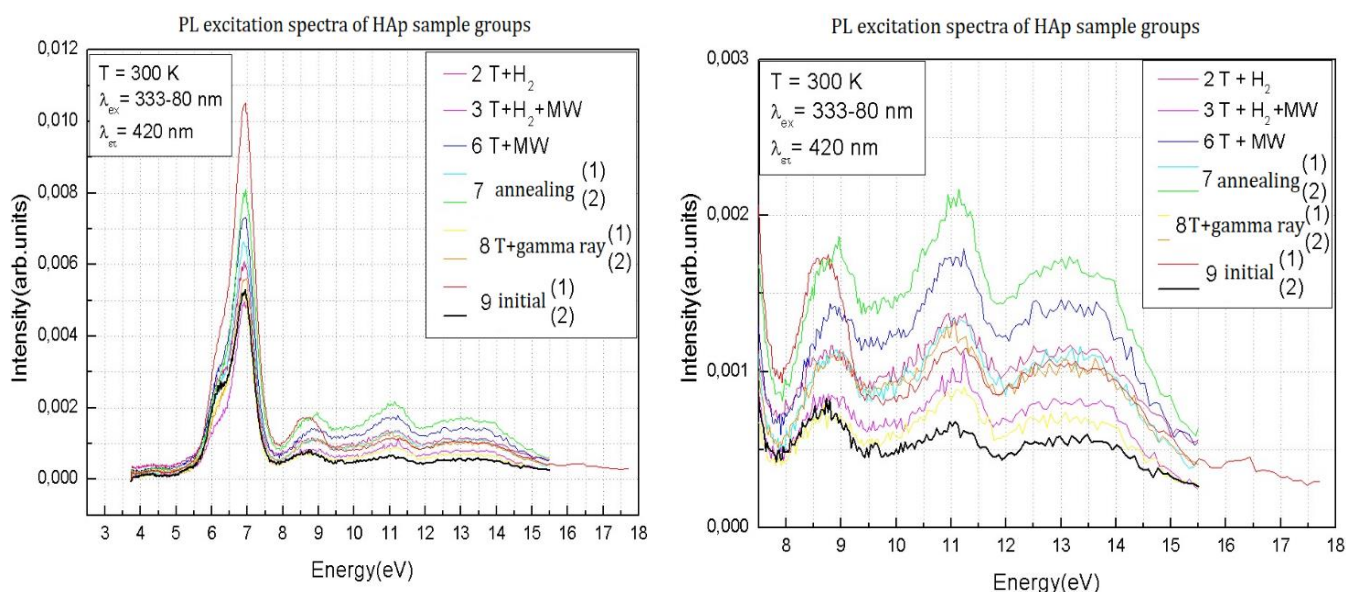 PL excitation spectra of HAp sample groups
T = 300 K
λex= 333-80 nm
λet= 420 nm
2 T+H2
3 T+H2+MW
6 T+MW
7 annealing (1)
(2)
8 T+gamma ray (1)
(2)
9 initial (1)
(2)
0,012
0,010
0,008
0,006
0,004
0,002
0,000
Intensity(arb.units)
3 4 5 6 7 8 9 10 11 12 13 14 15 16 17 18
Energy(eV)
PL excitation spectra of HAp sample groups
T = 300 K
λex= 333-80 nm
λet= 420 nm
2 T + H2
3 T + H2 +MW
6 T + MW
7 annealing (1)
(2)
8 T+gamma ray (1)
(2)
9 initial (1)
(2)
0,003
0,002
0,001
0,000
Intensity(arb.units)
8 9 10 11 12 13 14 15 16 17 18
Energy(eV)